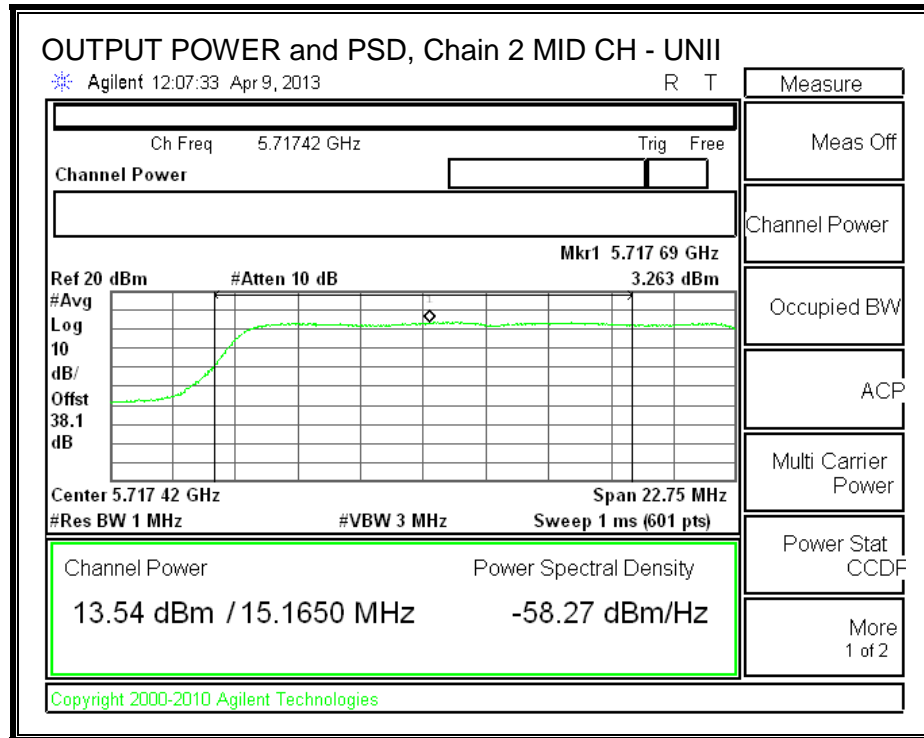 OUTPUT POWER and PSD, Chain 2 MID CH - UNII
Agilent 12:07:33 Apr 9, 2013 R T
Measure
Ch Freq 5.71742 GHz Trig Free
Meas Off
Channel Power
Channel Power
Mkr1 5.717 69 GHz
Ref 20 dBm #Atten 10 dB 3.263 dBm
#Avg
Log
10
dB/
Offst
38.1
dB
1
Occupied BW
ACP
Multi Carrier
Power
Center 5.717 42 GHz Span 22.75 MHz
#Res BW 1 MHz #VBW 3 MHz Sweep 1 ms (601 pts)
Power Stat
CCDF
Channel Power Power Spectral Density
13.54 dBm / 15.1650 MHz -58.27 dBm/Hz
More
1 of 2
Copyright 2000-2010 Agilent Technologies